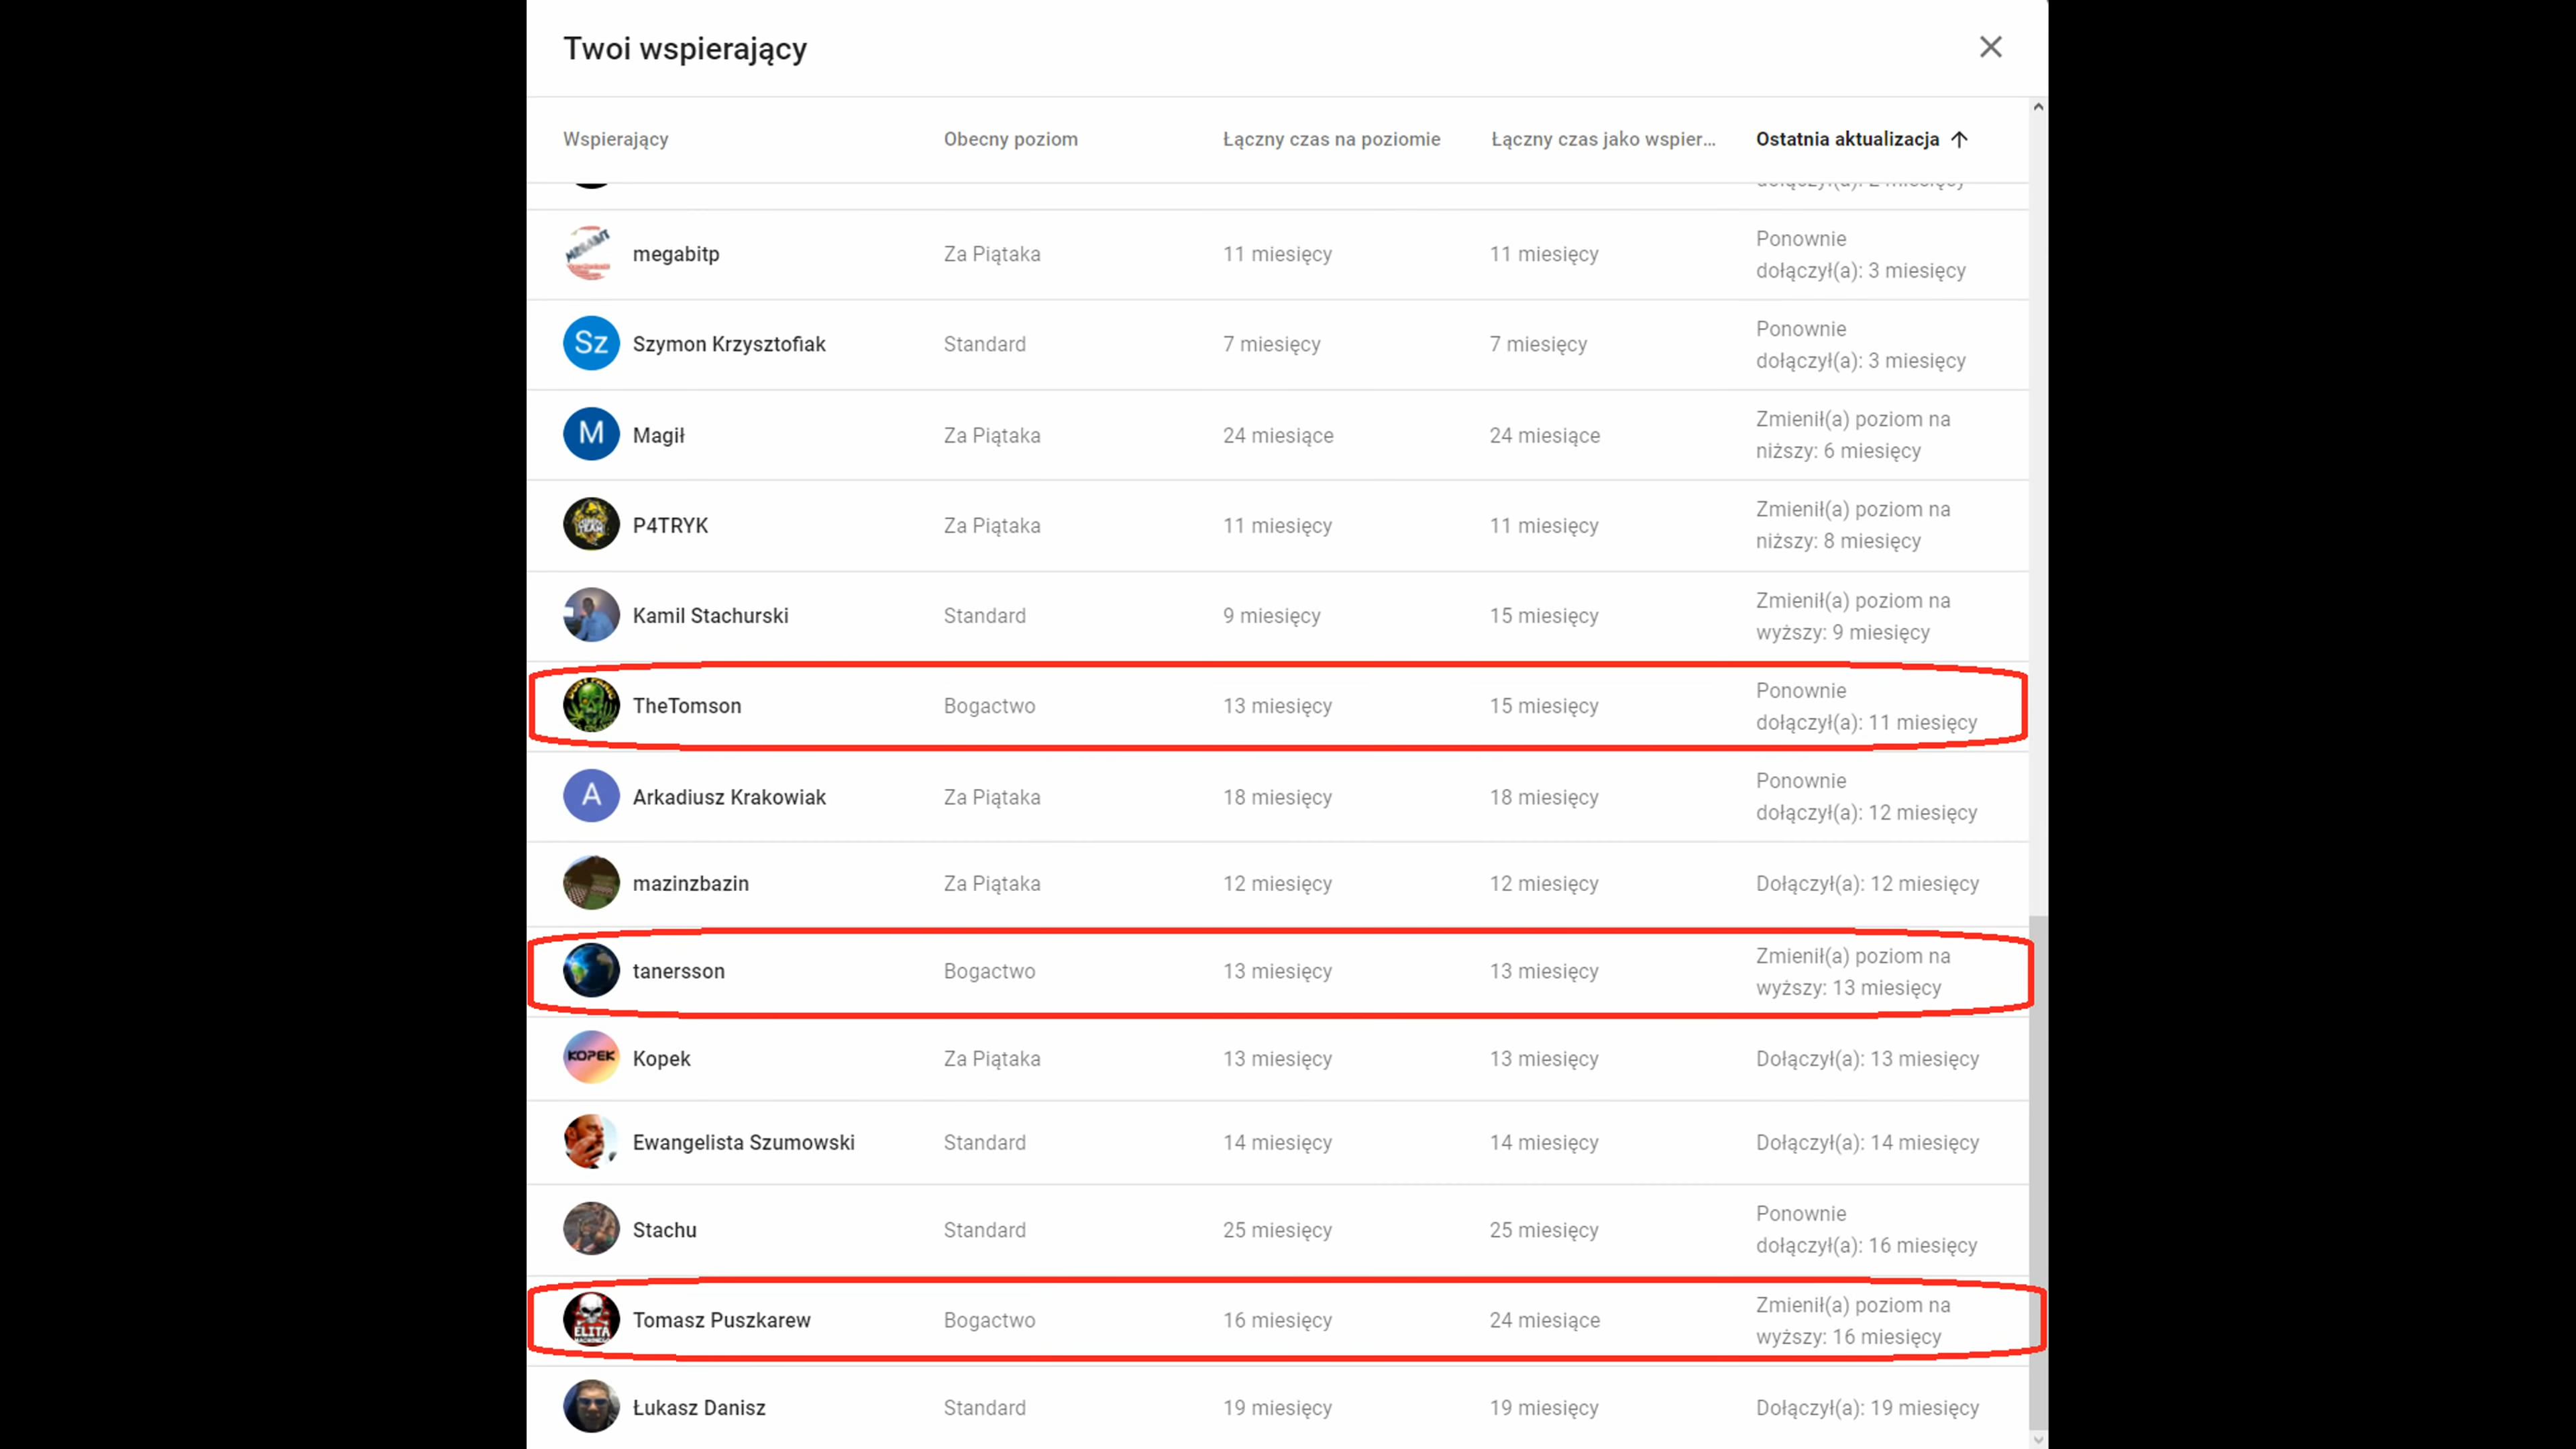 Twoi wspierający
Wspierający Obecny poziom Łączny czas na poziomie Łączny czas jako wspier... Ostatnia aktualizacja
megabitp Za Piątaka 11 miesięcy 11 miesięcy Ponownie
dołączył(a): 3 miesięcy
Sz Szymon Krzysztofiak Standard 7 miesięcy 7 miesięcy Ponownie
dołączył(a): 3 miesięcy
M Magił Za Piątaka 24 miesiące 24 miesiące Zmienił(a) poziom na
niższy: 6 miesięcy
P4TRYK Za Piątaka 11 miesięcy 11 miesięcy Zmienił(a) poziom na
niższy: 8 miesięcy
Kamil Stachurski Standard 9 miesięcy 15 miesięcy Zmienił(a) poziom na
wyższy: 9 miesięcy
TheTomson Bogactwo 13 miesięcy 15 miesięcy Ponownie
dołączył(a): 11 miesięcy
A Arkadiusz Krakowiak Za Piątaka 18 miesięcy 18 miesięcy Ponownie
dołączył(a): 12 miesięcy
mazinzbazin Za Piątaka 12 miesięcy 12 miesięcy Dołączył(a): 12 miesięcy
tanersson Bogactwo 13 miesięcy 13 miesięcy Zmienił(a) poziom na
wyższy: 13 miesięcy
KOPEK Kopek Za Piątaka 13 miesięcy 13 miesięcy Dołączył(a): 13 miesięcy
Ewangelista Szumowski Standard 14 miesięcy 14 miesięcy Dołączył(a): 14 miesięcy
Stachu Standard 25 miesięcy 25 miesięcy Ponownie
dołączył(a): 16 miesięcy
ELITA Tomasz Puszkarew Bogactwo 16 miesięcy 24 miesiące Zmienił(a) poziom na
wyższy: 16 miesięcy
Łukasz Danisz Standard 19 miesięcy 19 miesięcy Dołączył(a): 19 miesięcy